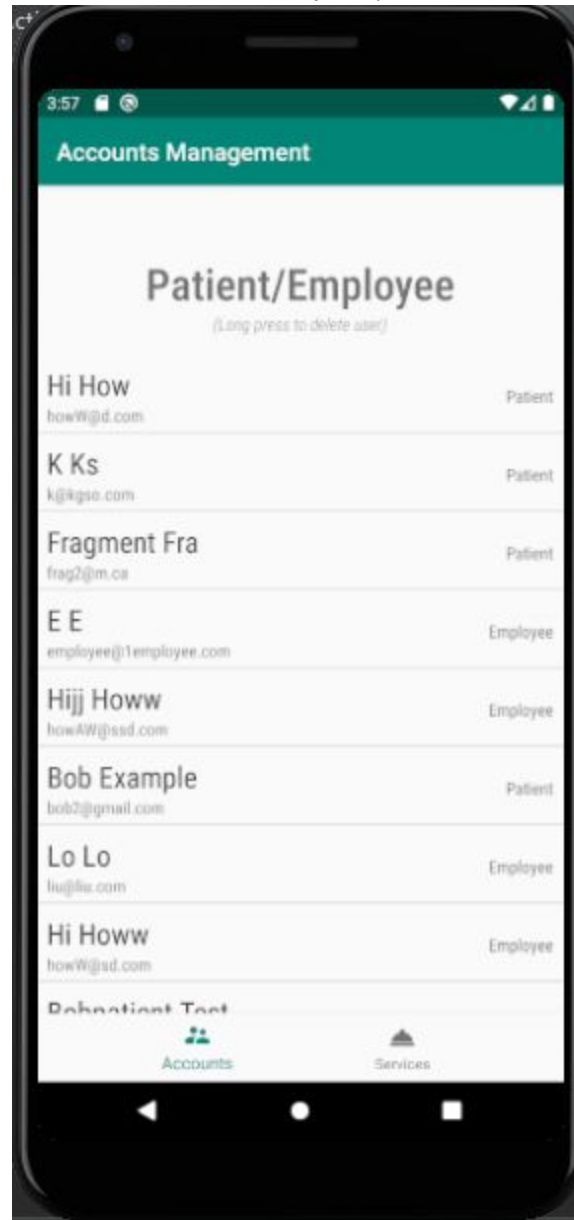 3:57
Accounts Management
Patient/Employee
(Long press to delete user)
Hi How
Patient
howW@d.com
K Ks
Patient
k@kgso.com
Fragment Fra
Patient
frag2@m.ca
E E
Employee
employee@1employee.com
Hijj Howw
Employee
howAW@ssd.com
Bob Example
Patient
bob2@gmail.com
Lo Lo
Employee
liu@liu.com
Hi Howw
Employee
howW@sd.com
Bobpatient Test
Accounts
Services